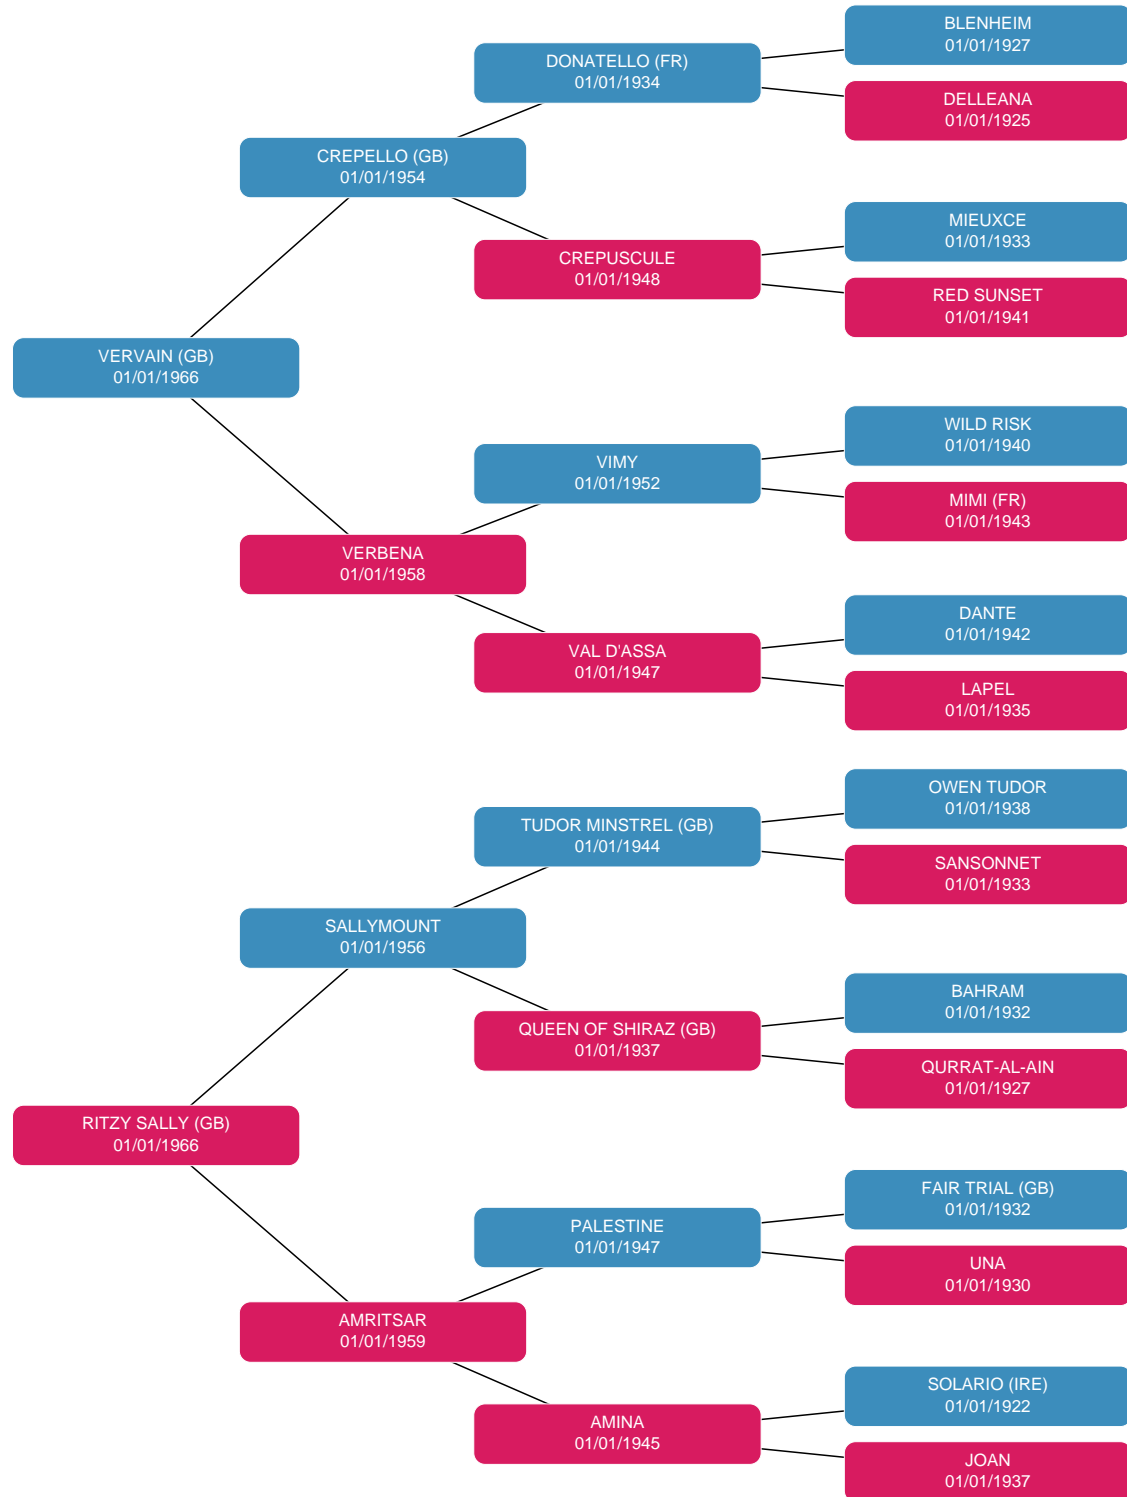 BLENHEIM
01/01/1927
DONATELLO (FR)
01/01/1934
DELLEANA
01/01/1925
CREPELLO (GB)
01/01/1954
MIEUXCE
01/01/1933
CREPUSCULE
01/01/1948
RED SUNSET
01/01/1941
VERVAIN (GB)
01/01/1966
WILD RISK
01/01/1940
VIMY
01/01/1952
MIMI (FR)
01/01/1943
VERBENA
01/01/1958
DANTE
01/01/1942
VAL D'ASSA
01/01/1947
LAPEL
01/01/1935
OWEN TUDOR
01/01/1938
TUDOR MINSTREL (GB)
01/01/1944
SANSONNET
01/01/1933
SALLYMOUNT
01/01/1956
BAHRAM
01/01/1932
QUEEN OF SHIRAZ (GB)
01/01/1937
QURRAT-AL-AIN
01/01/1927
RITZY SALLY (GB)
01/01/1966
FAIR TRIAL (GB)
01/01/1932
PALESTINE
01/01/1947
UNA
01/01/1930
AMRITSAR
01/01/1959
SOLARIO (IRE)
01/01/1922
AMINA
01/01/1945
JOAN
01/01/1937